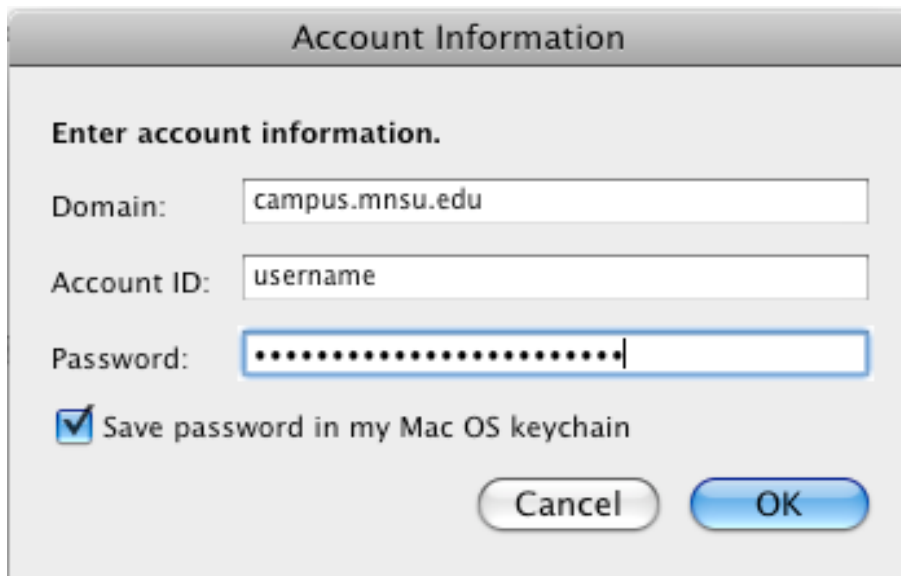 Account Information
Enter account information.
Domain: campus.mnsu.edu
Account ID: username
Password: •••••••••••••••••••••••••
Save password in my Mac OS keychain
Cancel OK